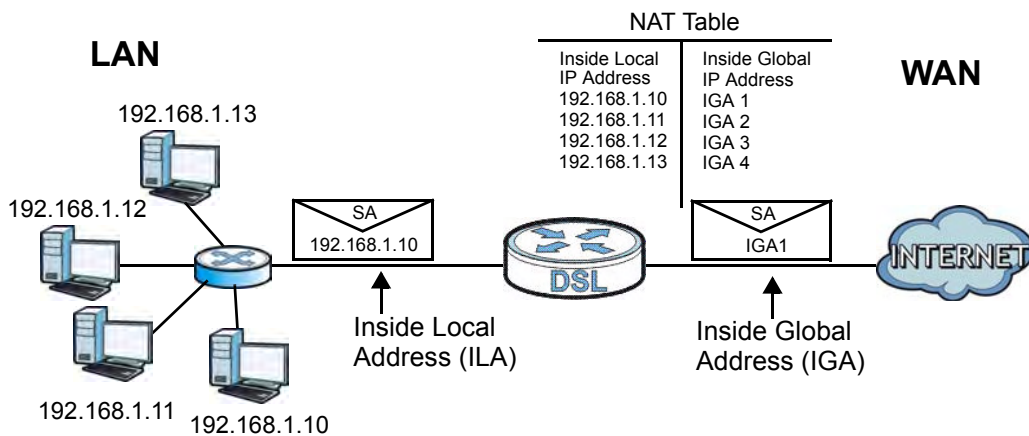 NAT Table
LAN
WAN
Inside Local
IP Address
192.168.1.10
192.168.1.11
192.168.1.12
192.168.1.13
Inside Global
IP Address
IGA 1
IGA 2
IGA 3
IGA 4
192.168.1.13
192.168.1.12
192.168.1.11
192.168.1.10
SA
192.168.1.10
Inside Local
Address (ILA)
DSL
SA
IGA1
Inside Global
Address (IGA)
INTERNET